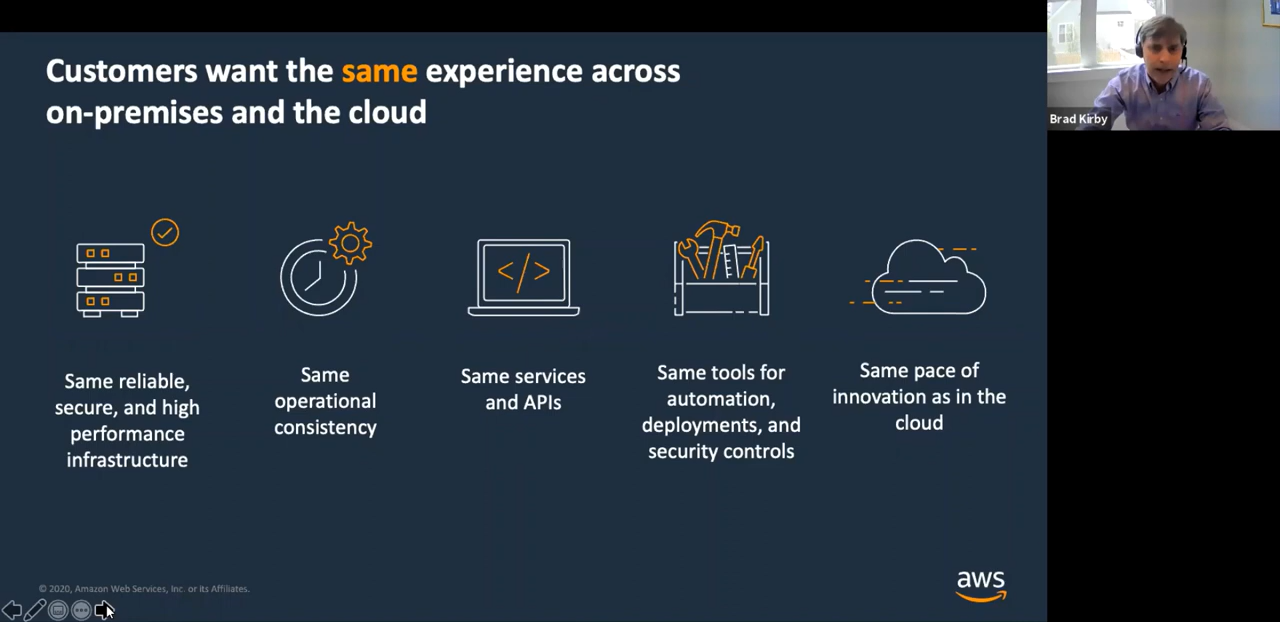 Customers want the same experience across
on-premises and the cloud
Brad Kirby
</>
Same reliable,
secure, and high
performance
infrastructure
Same
operational
consistency
Same services
and APIs
Same tools for
automation,
deployments, and
security controls
Same pace of
innovation as in the
cloud
© 2020, Amazon Web Services, Inc. or its Affiliates.
aws